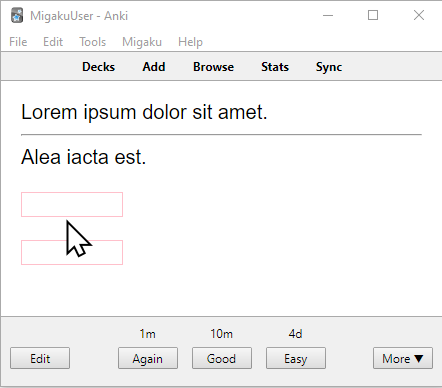 MigakuUser - Anki
File Edit Tools Migaku Help
Decks Add Browse Stats Sync
Lorem ipsum dolor sit amet.
Alea iacta est.
1m 10m 4d
Edit Again Good Easy More ▼